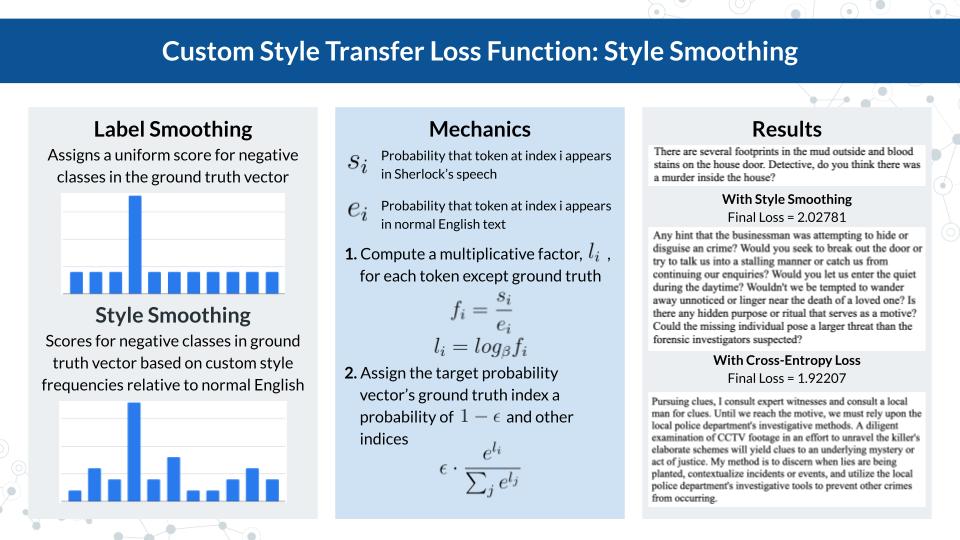 Custom Style Transfer Loss Function: Style Smoothing
Label Smoothing
Assigns a uniform score for negative
classes in the ground truth vector
Style Smoothing
Scores for negative classes in ground
truth vector based on custom style
frequencies relative to normal English
Mechanics
s_i Probability that token at index i appears
in Sherlock's speech
e_i Probability that token at index i appears
in normal English text
1. Compute a multiplicative factor, l_i ,
for each token except ground truth
f_i = s_i / e_i
l_i = log_β f_i
2. Assign the target probability
vector's ground truth index a
probability of 1 − ϵ and other
indices
ϵ · e^{l_i} / ∑_j e^{l_j}
Results
There are several footprints in the mud outside and blood
stains on the house door. Detective, do you think there was
a murder inside the house?
With Style Smoothing
Final Loss = 2.02781
Any hint that the businessman was attempting to hide or
disguise an crime? Would you seek to break out the door or
try to talk us into a stalling manner or catch us from
continuing our enquiries? Would you let us enter the quiet
during the daytime? Wouldn't we be tempted to wander
away unnoticed or linger near the death of a loved one? Is
there any hidden purpose or ritual that serves as a motive?
Could the missing individual pose a larger threat than the
forensic investigators suspected?
With Cross-Entropy Loss
Final Loss = 1.92207
Pursuing clues, I consult expert witnesses and consult a local
man for clues. Until we reach the motive, we must rely upon the
local police department's investigative methods. A diligent
examination of CCTV footage in an effort to unravel the killer's
elaborate schemes will yield clues to an underlying mystery or
act of justice. My method is to discern when lies are being
planted, contextualize incidents or events, and utilize the local
police department's investigative tools to prevent other crimes
from occurring.